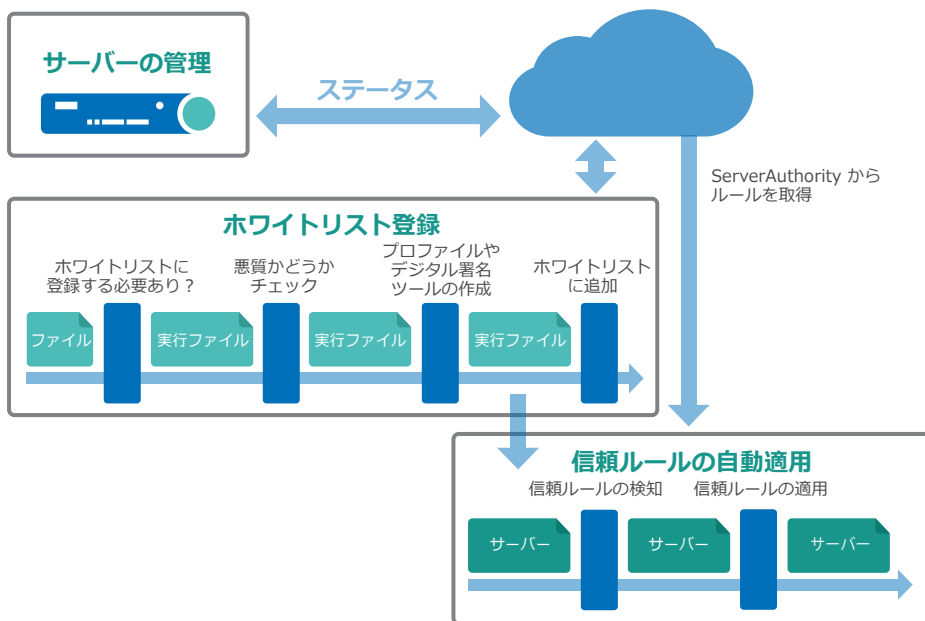 サーバーの管理
ステータス
ServerAuthority から
ルールを取得
ホワイトリスト登録
ホワイトリストに
登録する必要あり？
悪質かどうか
チェック
プロファイルや
デジタル署名
ツールの作成
ホワイトリスト
に追加
ファイル
実行ファイル
実行ファイル
実行ファイル
信頼ルールの自動適用
信頼ルールの検知
信頼ルールの適用
サーバー
サーバー
サーバー